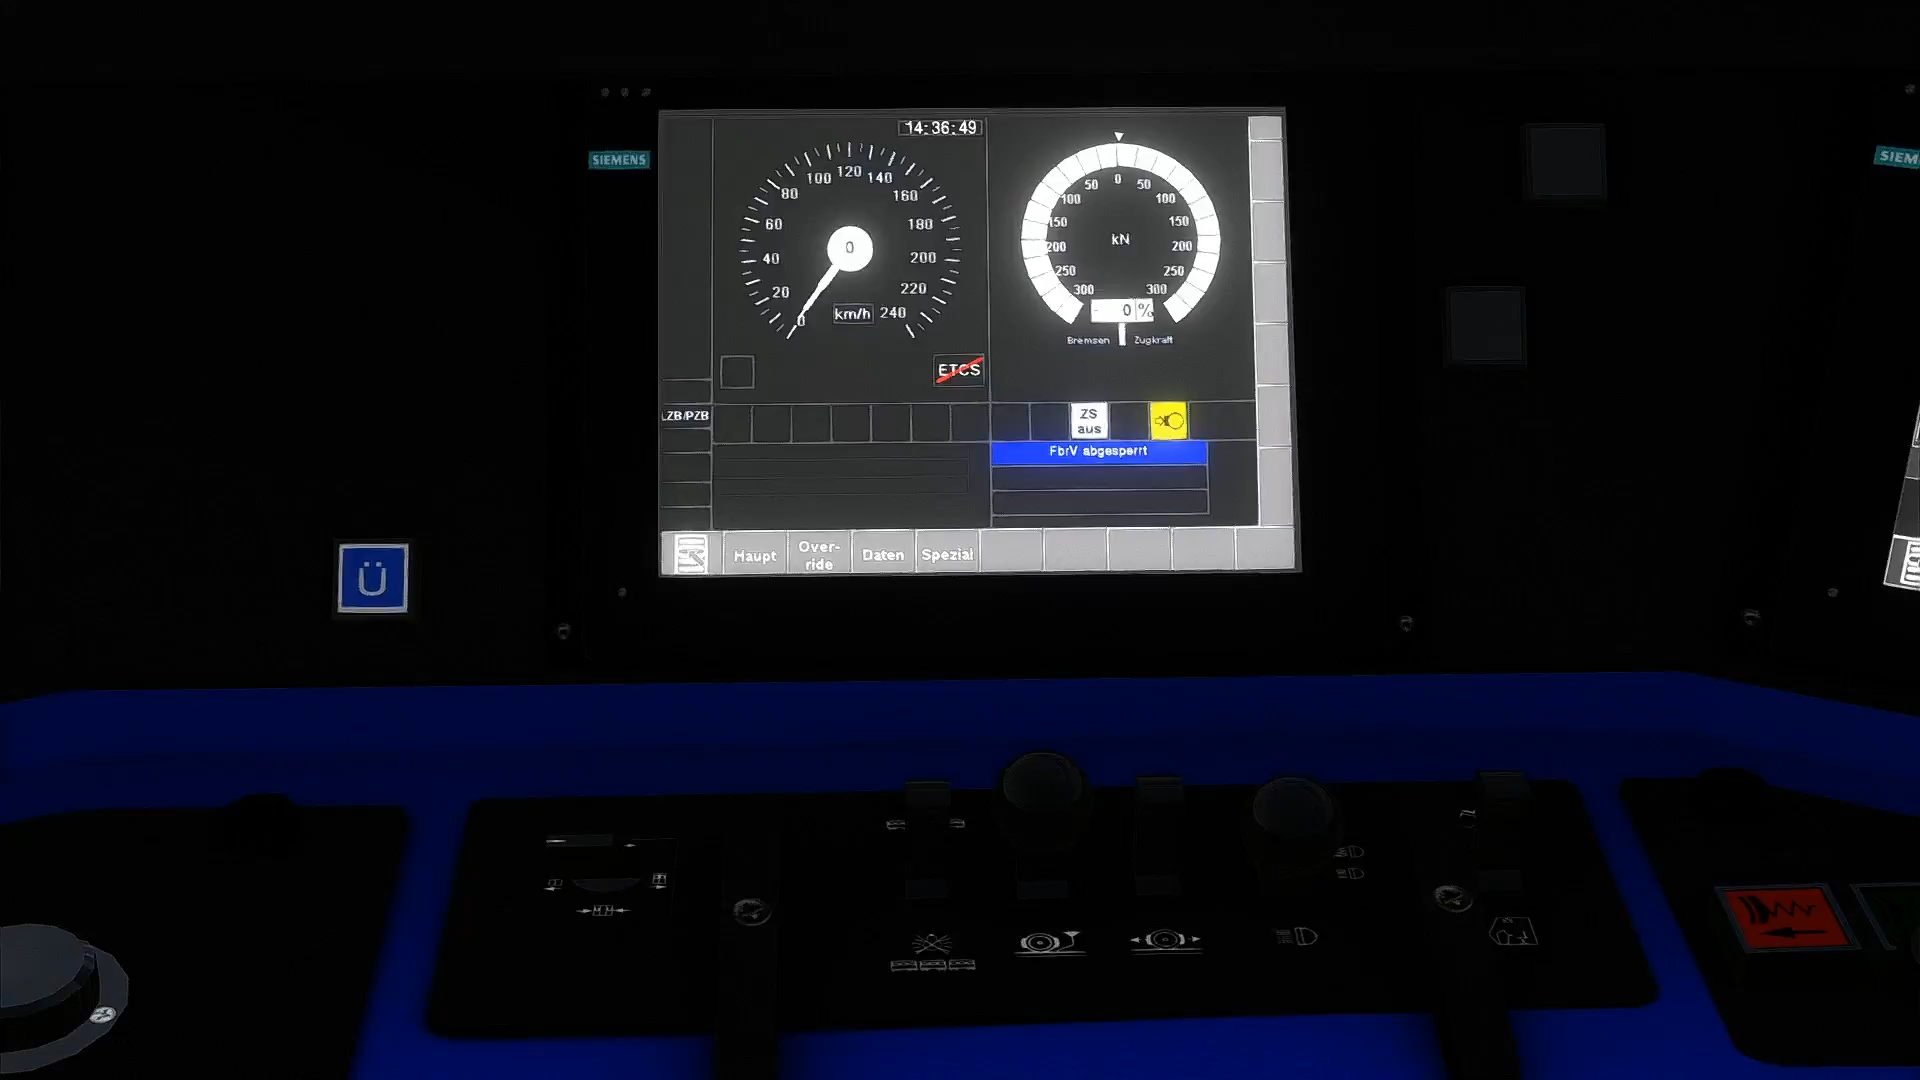 SIEMENS
14:36:49
SIEM
0
20
40
60
80
100
120
140
160
180
200
220
240
0
km/h
300
250
200
150
100
50
0
50
100
150
200
250
300
kN
- 0 %
Bremsen
Zugkraft
ETCS
LZB/PZB
ZS
aus
FbrV abgesperrt
Haupt
Over-
ride
Daten
Spezial
Ü